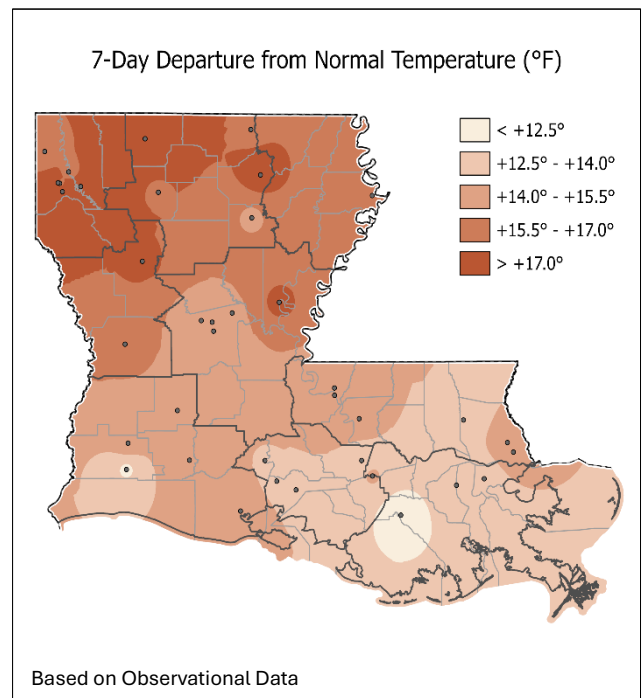 7-Day Departure from Normal Temperature (°F)
< +12.5°
+12.5° - +14.0°
+14.0° - +15.5°
+15.5° - +17.0°
> +17.0°
Based on Observational Data